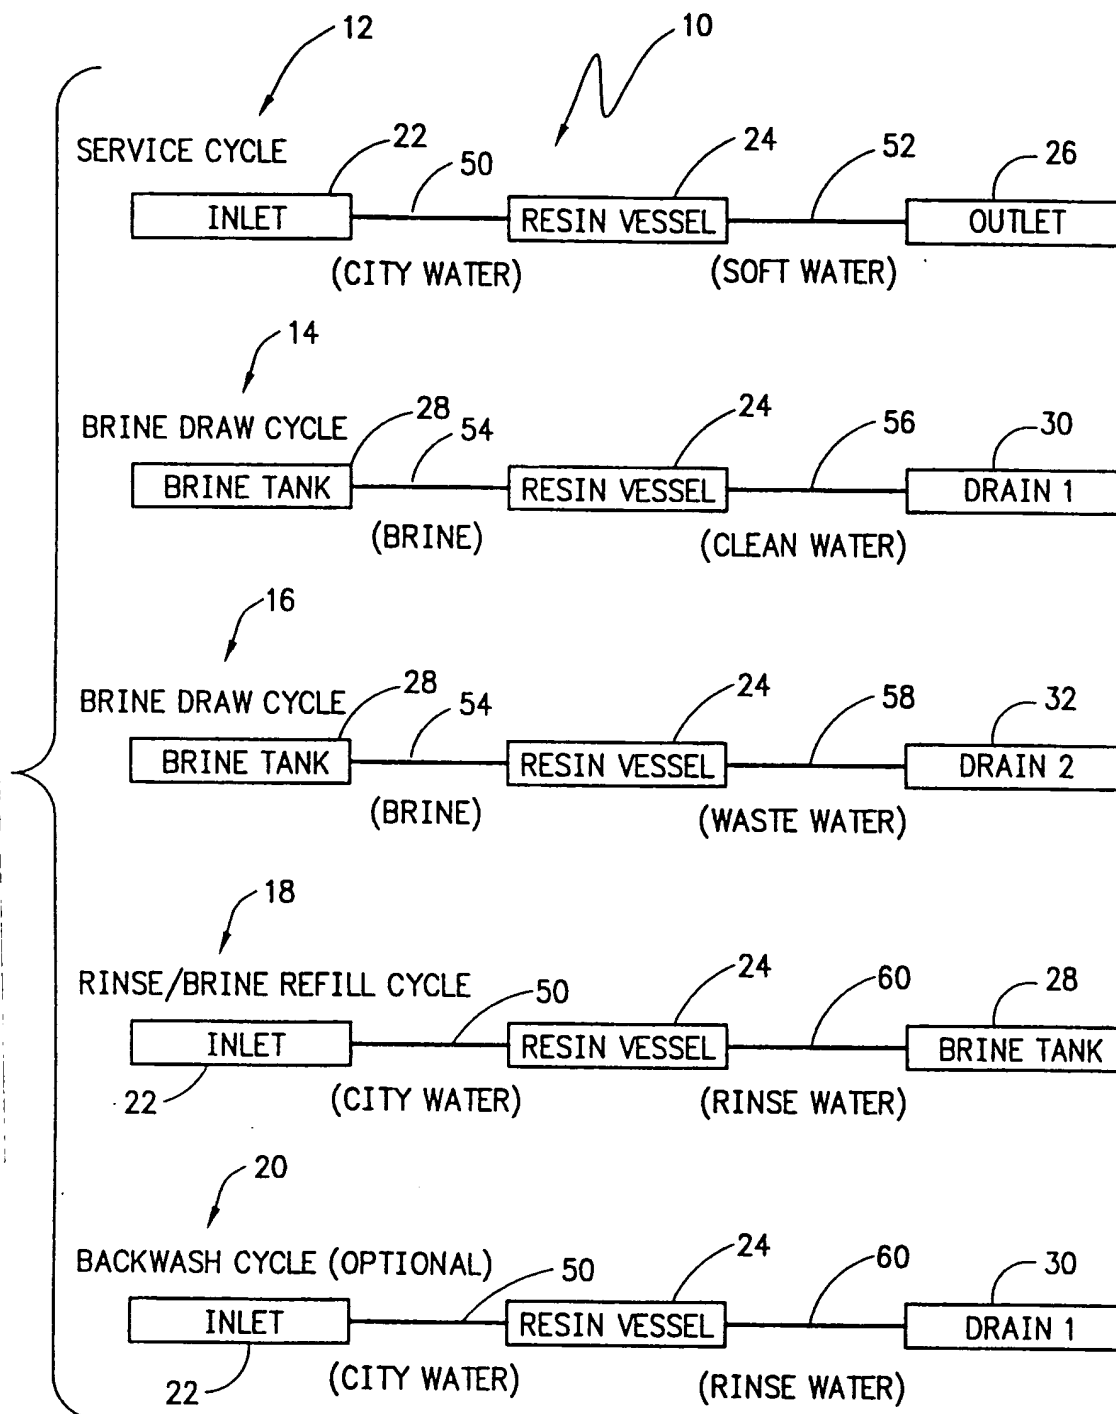 12
10
SERVICE CYCLE
22
50
24
52
26
INLET
RESIN VESSEL
OUTLET
(CITY WATER)
(SOFT WATER)
14
BRINE DRAW CYCLE
28
54
24
56
30
BRINE TANK
RESIN VESSEL
DRAIN 1
(BRINE)
(CLEAN WATER)
16
BRINE DRAW CYCLE
28
54
24
58
32
BRINE TANK
RESIN VESSEL
DRAIN 2
(BRINE)
(WASTE WATER)
18
RINSE/BRINE REFILL CYCLE
50
24
60
28
INLET
RESIN VESSEL
BRINE TANK
22
(CITY WATER)
(RINSE WATER)
20
BACKWASH CYCLE (OPTIONAL)
50
24
60
30
INLET
RESIN VESSEL
DRAIN 1
22
(CITY WATER)
(RINSE WATER)